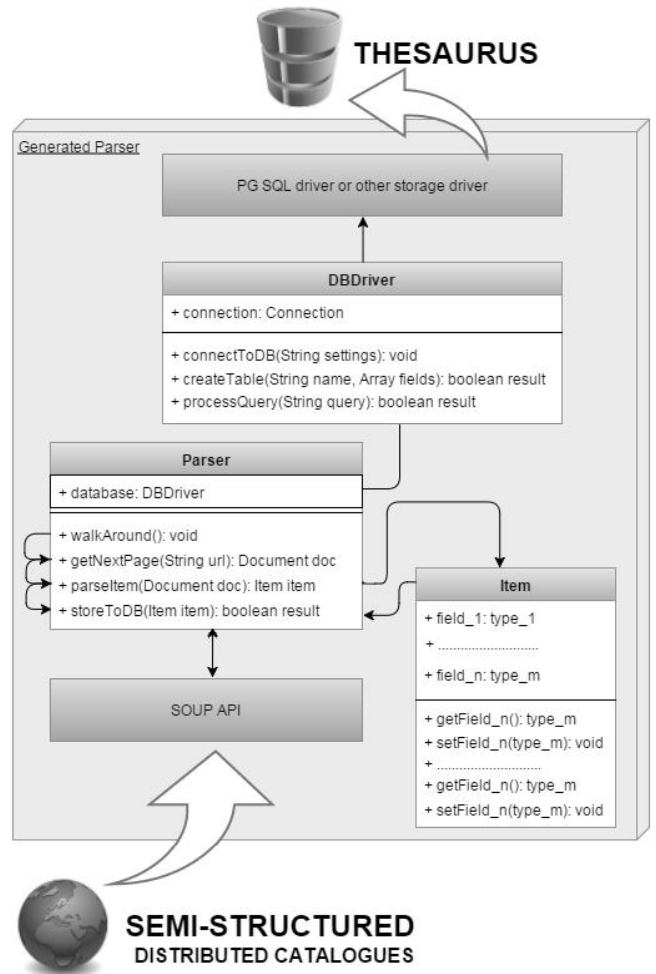 THESAURUS
Generated Parser
PG SQL driver or other storage driver
DBDriver
+ connection: Connection
+ connectToDB(String settings): void
+ createTable(String name, Array fields): boolean result
+ processQuery(String query): boolean result
Parser
+ database: DBDriver
+ walkAround(): void
+ getNextPage(String url): Document doc
+ parseItem(Document doc): Item item
+ storeToDB(Item item): boolean result
Item
+ field_1: type_1
+ ...........................
+ field_n: type_m
+ getField_n(): type_m
+ setField_n(type_m): void
+ ............................
+ getField_n(): type_m
+ setField_n(type_m): void
SOUP API
SEMI-STRUCTURED
DISTRIBUTED CATALOGUES